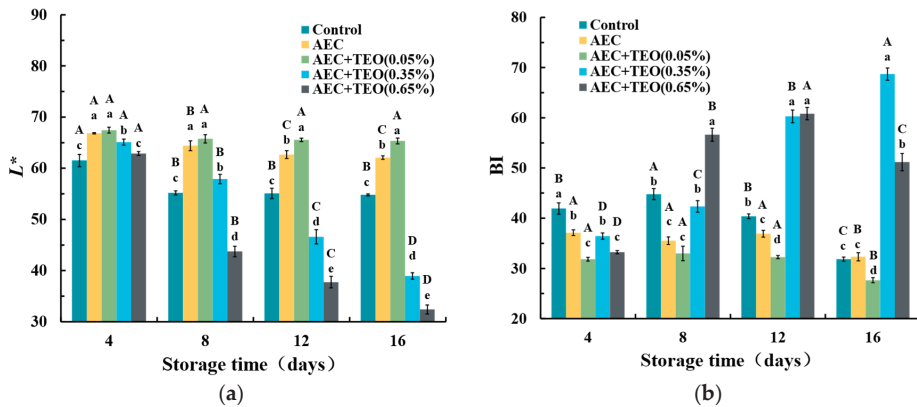 Control
AEC
AEC+TEO(0.05%)
AEC+TEO(0.35%)
AEC+TEO(0.65%)
90
80
70
60
50
40
30
L*
A A A A A
c a a b c
B B A B B
c a a b d
B C A C C
c b a d e
B C A D D
c b a d e
4 8 12 16
Storage time（days）
(a)
Control
AEC
AEC+TEO(0.05%)
AEC+TEO(0.35%)
AEC+TEO(0.65%)
80
70
60
50
40
30
20
BI
B A A D D
a b c b c
A A A C B
b c c b a
B A A B A
b c d a a
C C B A C
c c d a b
4 8 12 16
Storage time（days）
(b)